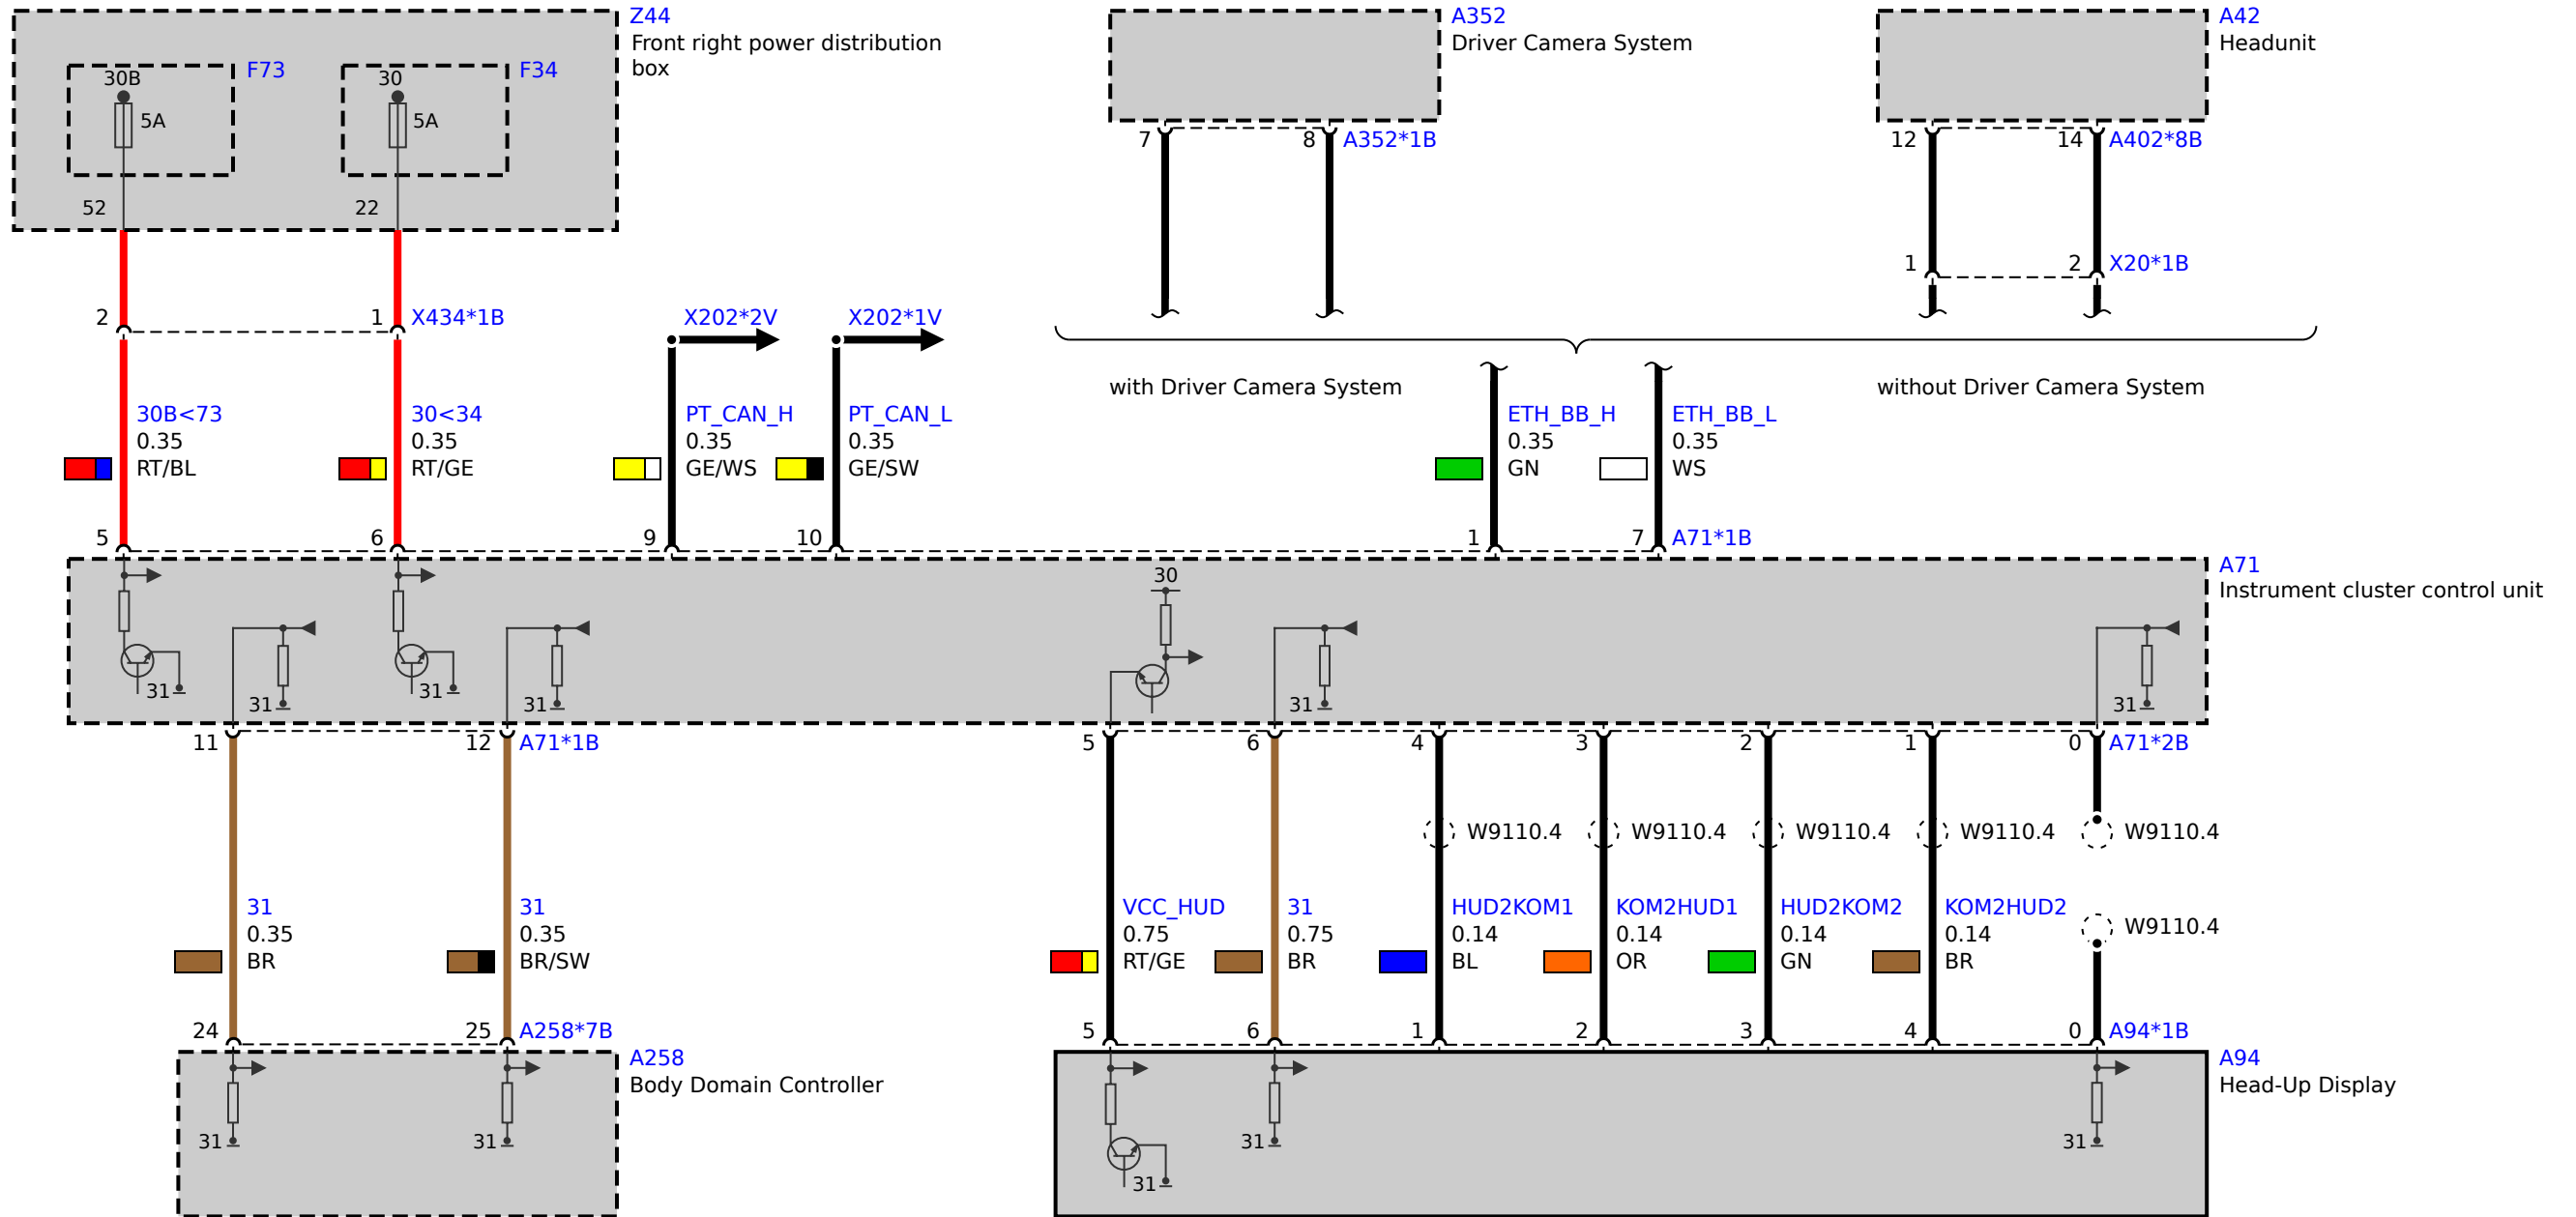 Z44
Front right power distribution
box
A352
Driver Camera System
A42
Headunit
30B
F73
30
F34
5A
5A
52
22
7
8
A352*1B
12
14
A402*8B
1
2
X20*1B
2
1
X434*1B
X202*2V
X202*1V
with Driver Camera System
without Driver Camera System
30B<73
0.35
RT/BL
30<34
0.35
RT/GE
PT_CAN_H
0.35
GE/WS
PT_CAN_L
0.35
GE/SW
ETH_BB_H
0.35
GN
ETH_BB_L
0.35
WS
5
6
9
10
1
7
A71*1B
A71
Instrument cluster control unit
30
31
31
31
31
31
31
11
12
A71*1B
5
6
4
3
2
1
0
A71*2B
W9110.4
W9110.4
W9110.4
W9110.4
W9110.4
W9110.4
31
0.35
BR
31
0.35
BR/SW
VCC_HUD
0.75
RT/GE
31
0.75
BR
HUD2KOM1
0.14
BL
KOM2HUD1
0.14
OR
HUD2KOM2
0.14
GN
KOM2HUD2
0.14
BR
24
25
A258*7B
5
6
1
2
3
4
0
A94*1B
A258
Body Domain Controller
A94
Head-Up Display
31
31
31
31
31